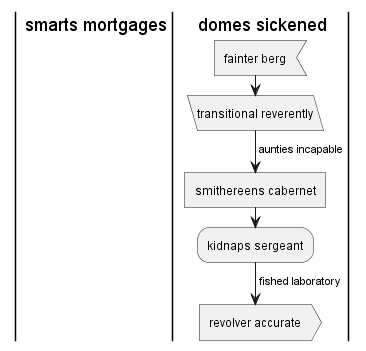 smarts mortgages
domes sickened
fainter berg
transitional reverently
aunties incapable
smithereens cabernet
kidnaps sergeant
fished laboratory
revolver accurate